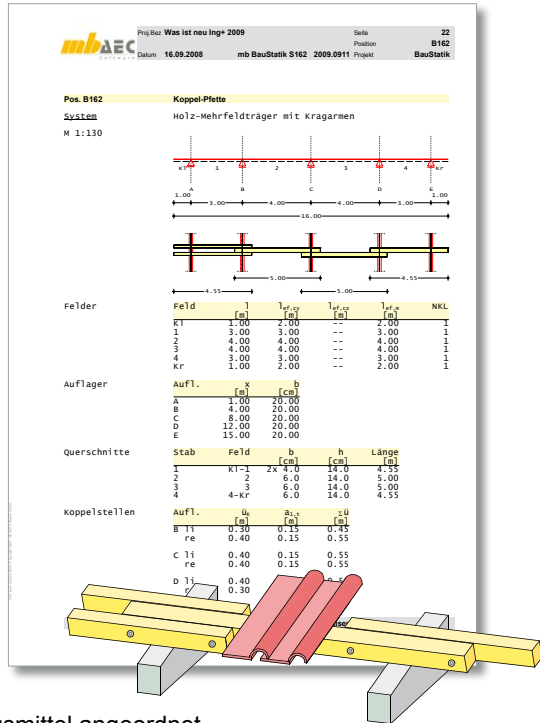 mb AEC
Software
Proj.Bez Was ist neu Ing+ 2009 Seite 22
Position B162
Datum 16.09.2008 mb BauStatik S162 2009.0911 Projekt BauStatik
Pos. B162 Koppel-Pfette
System Holz-Mehrfeldträger mit Kragarmen
M 1:130
Kl 1 2 3 4 Kr
A B C D E
1.00 3.00 4.00 4.00 3.00 1.00
16.00
5.00 4.55
4.55 5.00
Felder Feld l lef,cy lef,cz lef,m NKL
[m] [m] [m] [m]
Kl 1.00 2.00 -- 2.00 1
1 3.00 3.00 -- 3.00 1
2 4.00 4.00 -- 4.00 1
3 4.00 4.00 -- 4.00 1
4 3.00 3.00 -- 3.00 1
Kr 1.00 2.00 -- 2.00 1
Auflager Aufl. x b
[m] [cm]
A 1.00 20.00
B 4.00 20.00
C 8.00 20.00
D 12.00 20.00
E 15.00 20.00
Querschnitte Stab Feld b h Länge
[cm] [cm] [m]
1 Kl-1 2x 4.0 14.0 4.55
2 2 6.0 14.0 5.00
3 3 6.0 14.0 5.00
4 4-Kr 6.0 14.0 4.55
Koppelstellen Aufl. ük a1,t Σü
[m] [m] [m]
B li 0.30 0.15 0.45
re 0.40 0.15 0.55
C li 0.40 0.15 0.55
re 0.40 0.15 0.55
D li 0.40
0.30
angeordnet